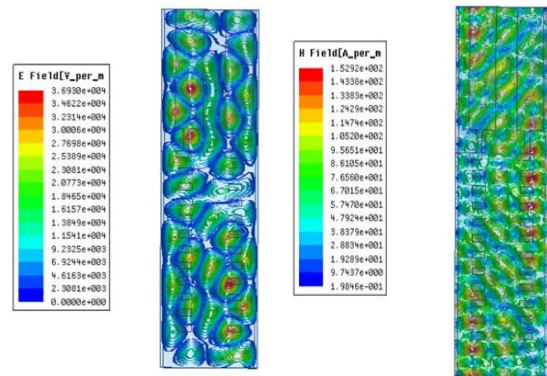 E Field[V_per_m
3.6930e+004
3.4622e+004
3.2314e+004
3.0006e+004
2.7698e+004
2.5389e+004
2.3081e+004
2.0773e+004
1.8465e+004
1.6157e+004
1.3849e+004
1.1541e+004
9.2325e+003
6.9244e+003
4.6163e+003
2.3081e+003
0.0000e+000
H Field[A_per_m
1.5292e+002
1.4338e+002
1.3383e+002
1.2429e+002
1.1474e+002
1.0520e+002
9.5651e+001
8.6105e+001
7.6560e+001
6.7015e+001
5.7470e+001
4.7924e+001
3.8379e+001
2.8834e+001
1.9289e+001
9.7437e+000
1.9846e-001